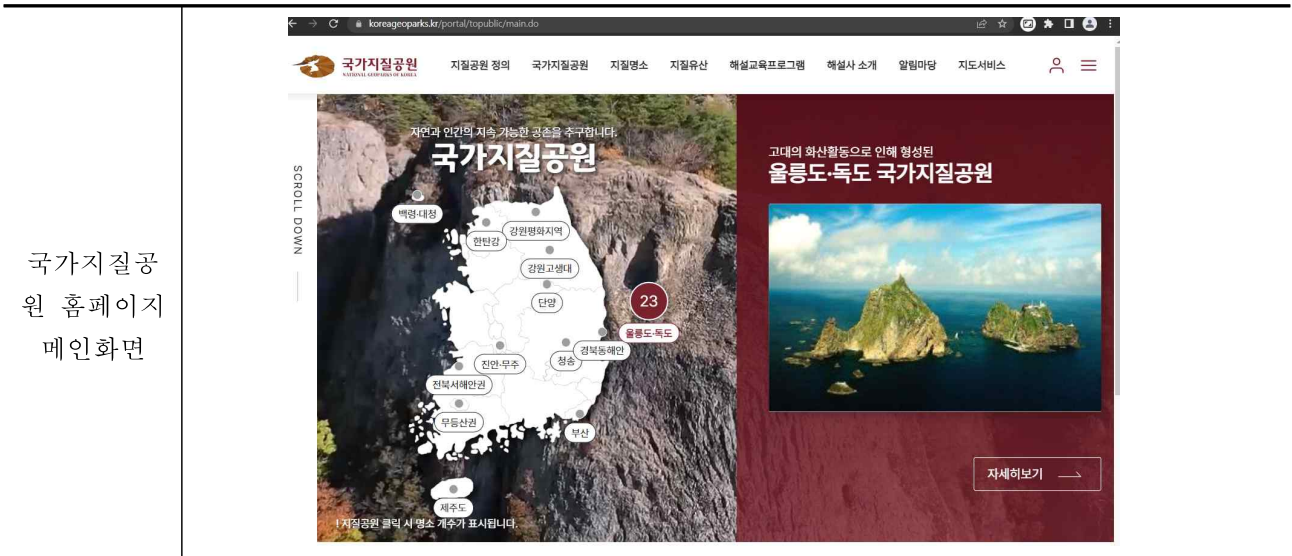 국가지질공
원 홈페이지
메인화면
koreageoparks.kr/portal/topublic/main.do
국가지질공원
NATIONAL GEOPARKS OF KOREA
지질공원 정의 국가지질공원 지질명소 지질유산 해설교육프로그램 해설사 소개 알림마당 지도서비스
SCROLL DOWN
자연과 인간의 지속 가능한 공존을 추구합니다.
국가지질공원
백령·대청
한탄강
강원평화지역
강원고생대
단양
23
울릉도·독도
경북동해안
청송
진안·무주
전북서해안권
무등산권
부산
제주도
! 지질공원 클릭 시 명소 개수가 표시됩니다.
고대의 화산활동으로 인해 형성된
울릉도·독도 국가지질공원
자세히보기